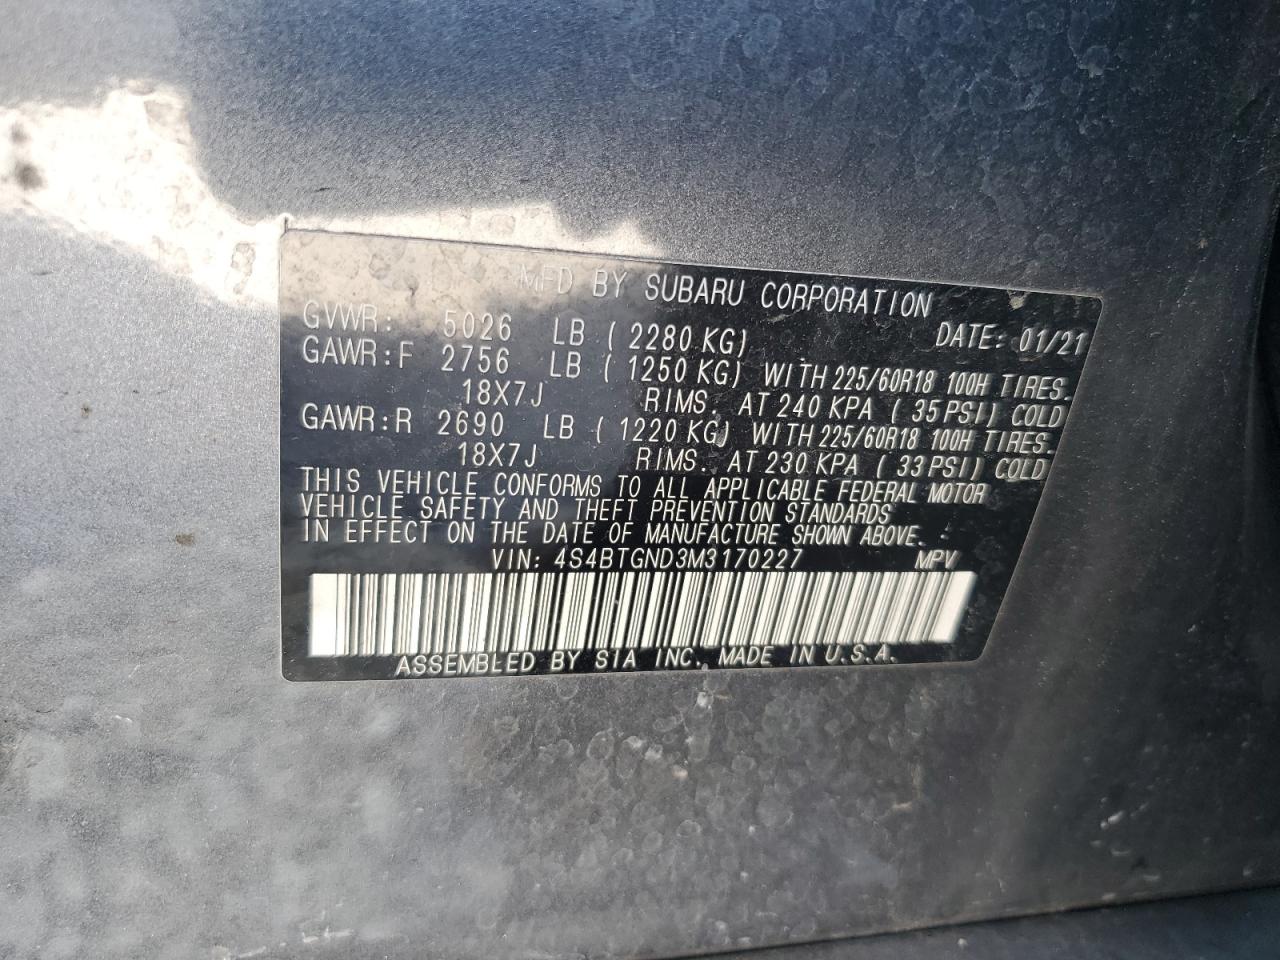 MFD BY SUBARU CORPORATION
GVWR: 5026 LB ( 2280 KG) DATE: 01/21
GAWR:F 2756 LB ( 1250 KG) WITH 225/60R18 100H TIRES.
18X7J RIMS. AT 240 KPA ( 35 PSI) COLD
GAWR:R 2690 LB ( 1220 KG) WITH 225/60R18 100H TIRES.
18X7J RIMS. AT 230 KPA ( 33 PSI) COLD
THIS VEHICLE CONFORMS TO ALL APPLICABLE FEDERAL MOTOR
VEHICLE SAFETY AND THEFT PREVENTION STANDARDS
IN EFFECT ON THE DATE OF MANUFACTURE SHOWN ABOVE.
VIN: 4S4BTGND3M3170227 MPV
ASSEMBLED BY SIA INC. MADE IN U.S.A.